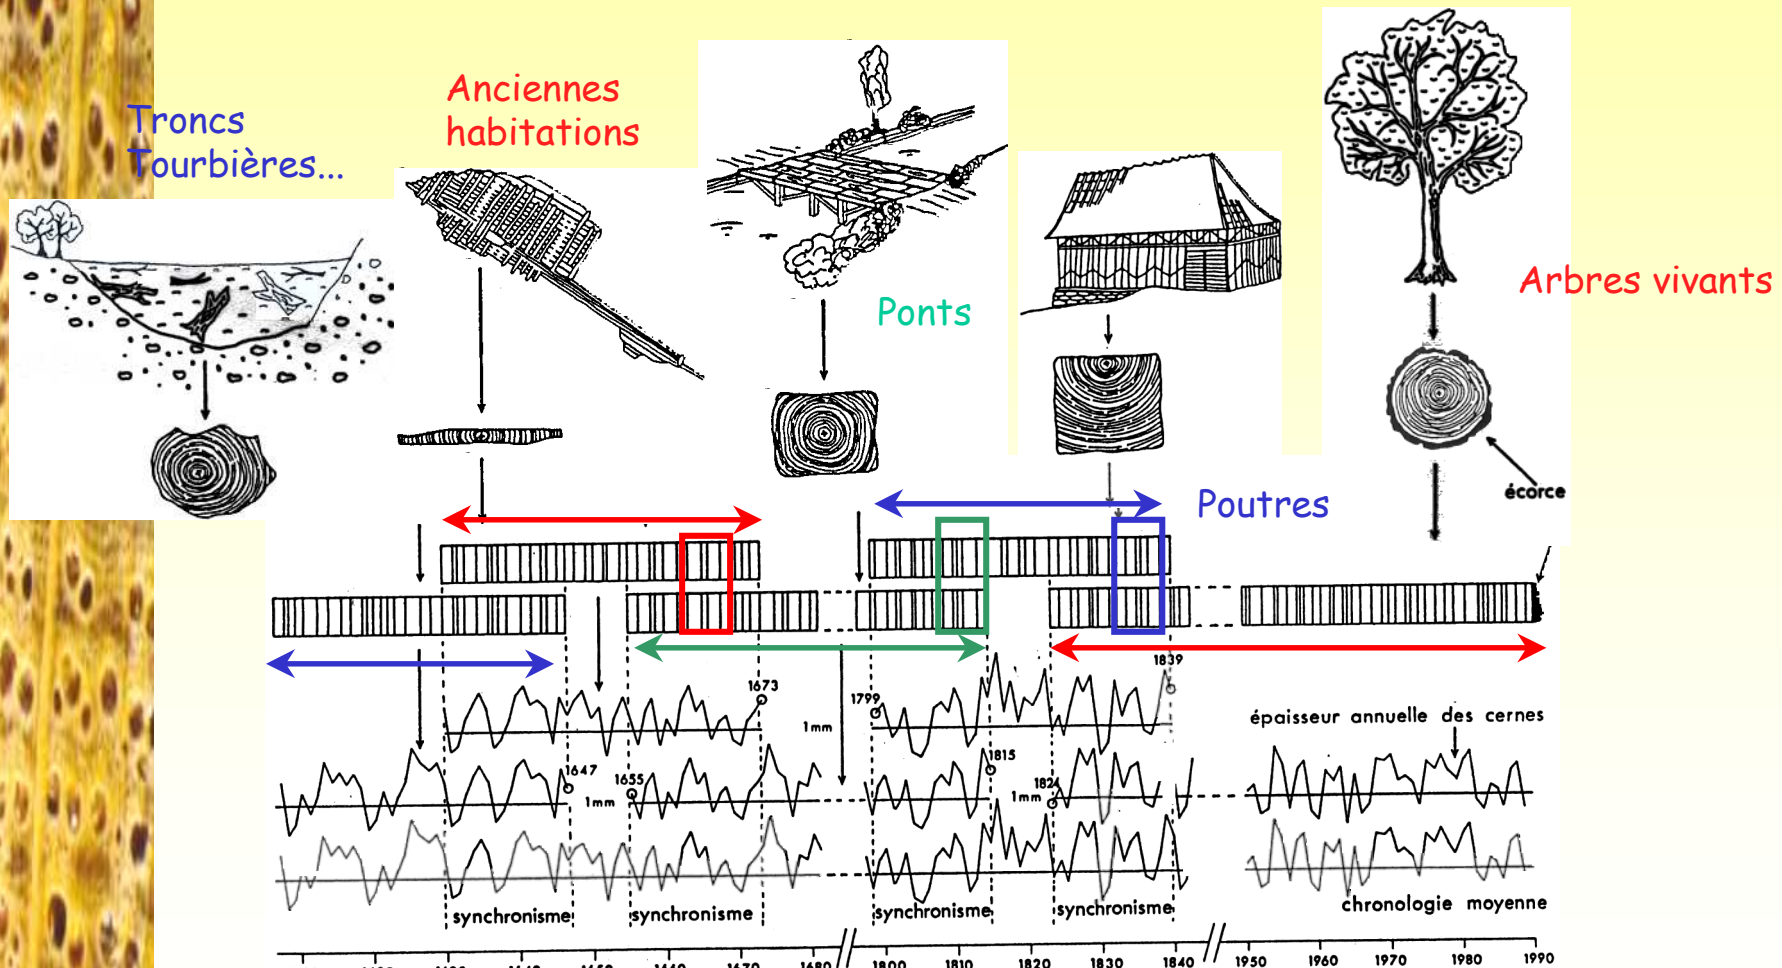 Troncs
Tourbières...
Anciennes
habitations
Ponts
Arbres vivants
écorce
Poutres
1673
1799
1mm
1839
épaisseur annuelle des cernes
1647
1mm
1655
1815
1824
1mm
synchronisme
synchronisme
synchronisme
synchronisme
chronologie moyenne
1670
1680
1800
1810
1820
1830
1840
1950
1960
1970
1980
1990